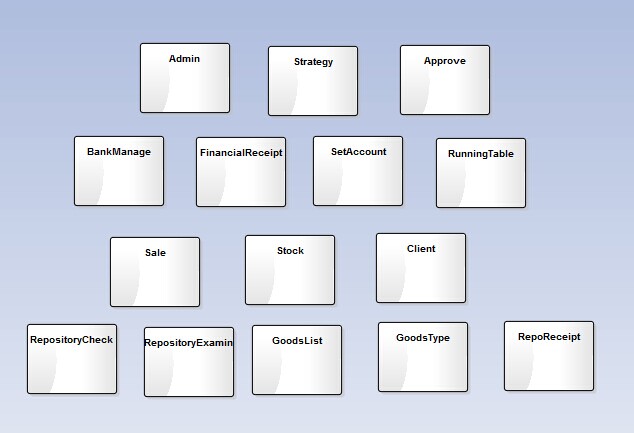 Admin
Strategy
Approve
BankManage
FinancialReceipt
SetAccount
RunningTable
Sale
Stock
Client
RepositoryCheck
RepositoryExamin
GoodsList
GoodsType
RepoReceipt